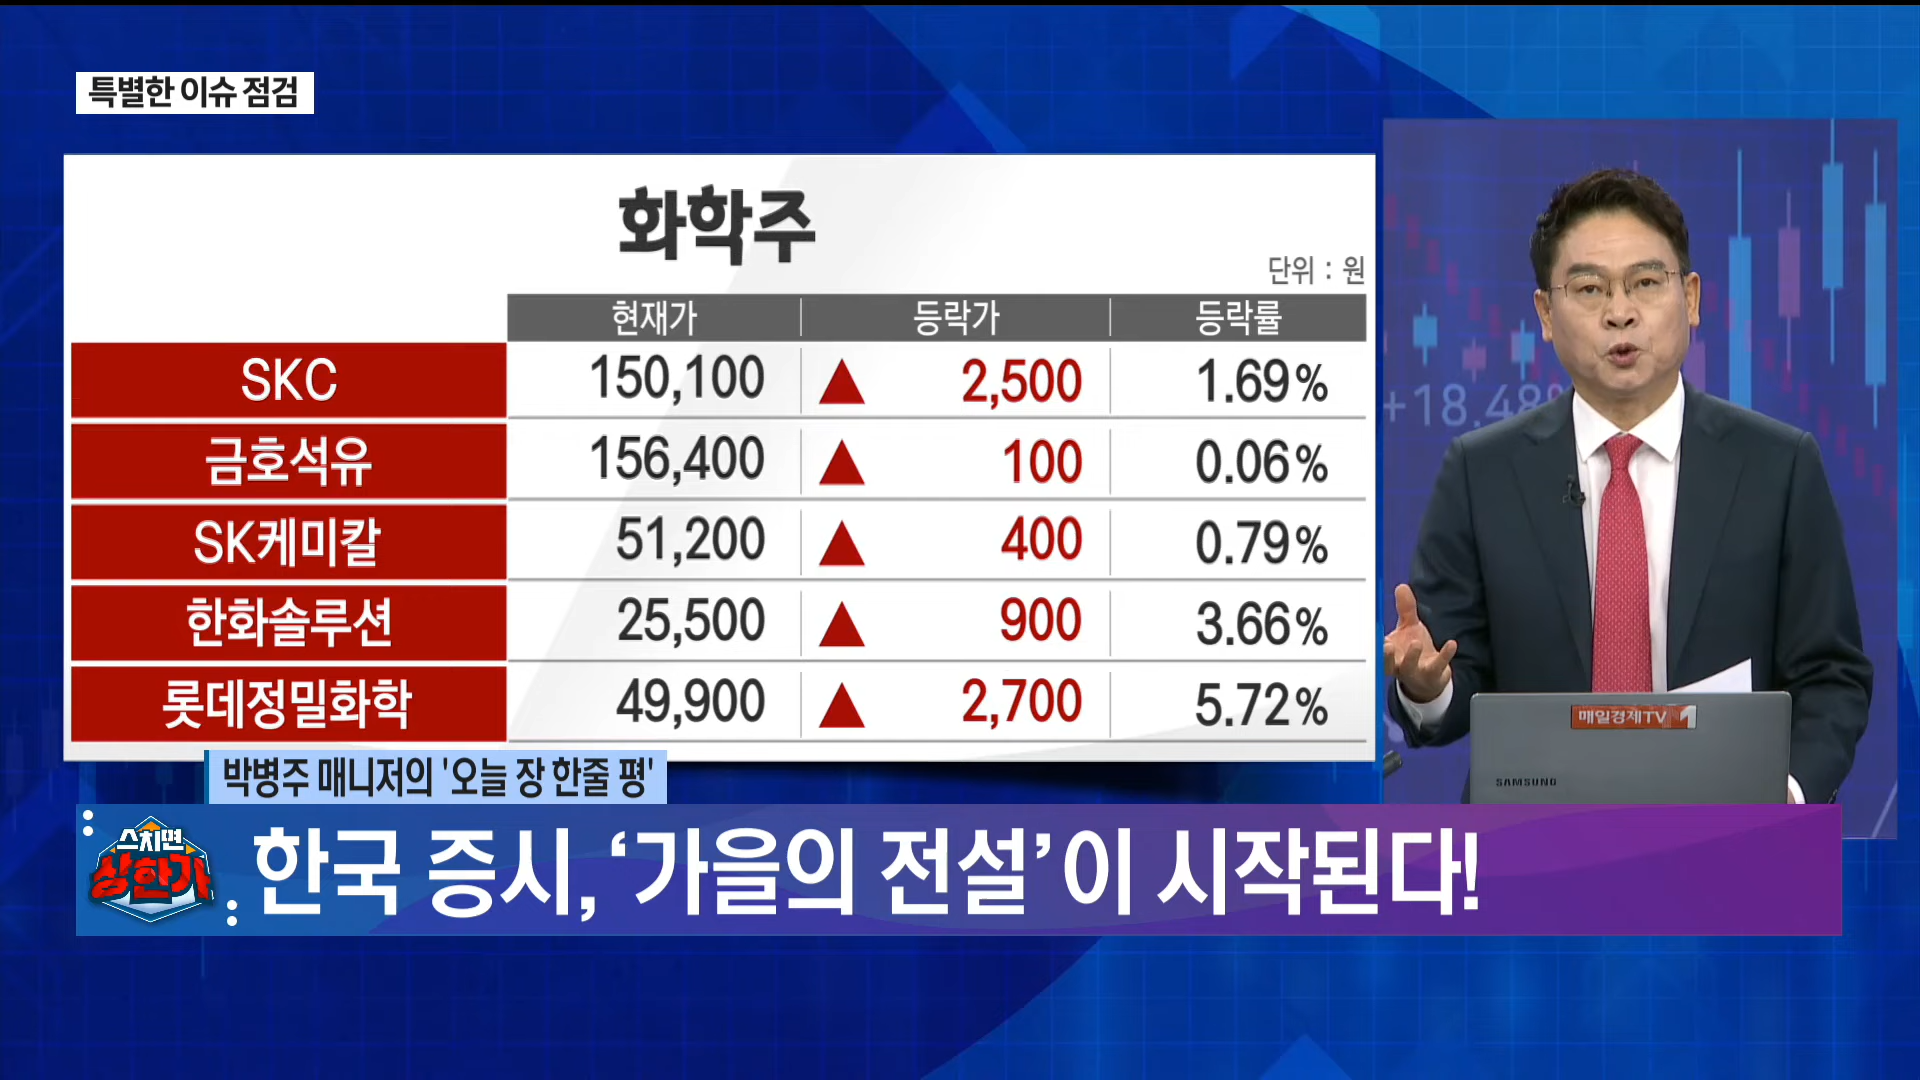 특별한 이슈 점검
화학주
단위 : 원
현재가 등락가 등락률
SKC 150,100 ▲ 2,500 1.69%
금호석유 156,400 ▲ 100 0.06%
SK케미칼 51,200 ▲ 400 0.79%
한화솔루션 25,500 ▲ 900 3.66%
롯데정밀화학 49,900 ▲ 2,700 5.72%
+18.48%
매일경제TV 1
SAMSUNG
박병주 매니저의 '오늘 장 한줄 평'
스치면
상한가
한국 증시, ‘가을의 전설’이 시작된다!